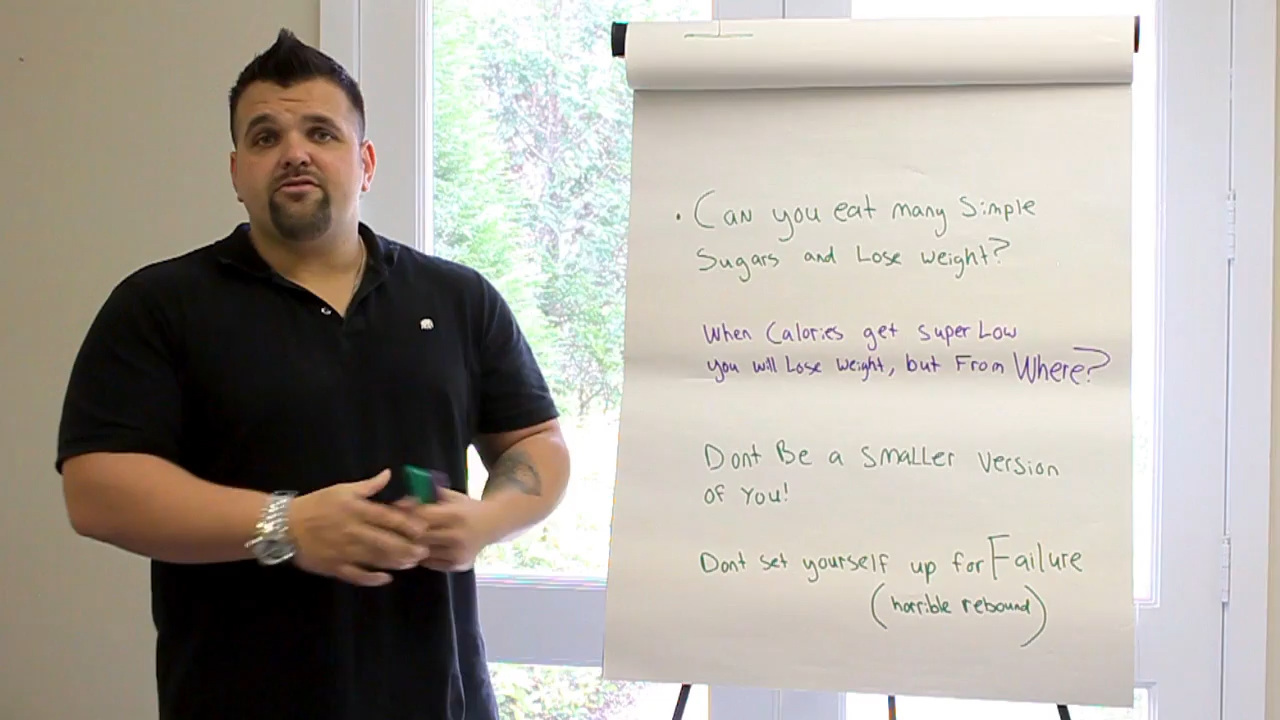 · Can you eat many Simple
Sugars and Lose weight?
When Calories get super Low
you will Lose weight, but From Where?
Dont Be a smaller version
of You!
Dont set yourself up for Failure
(horrible rebound)